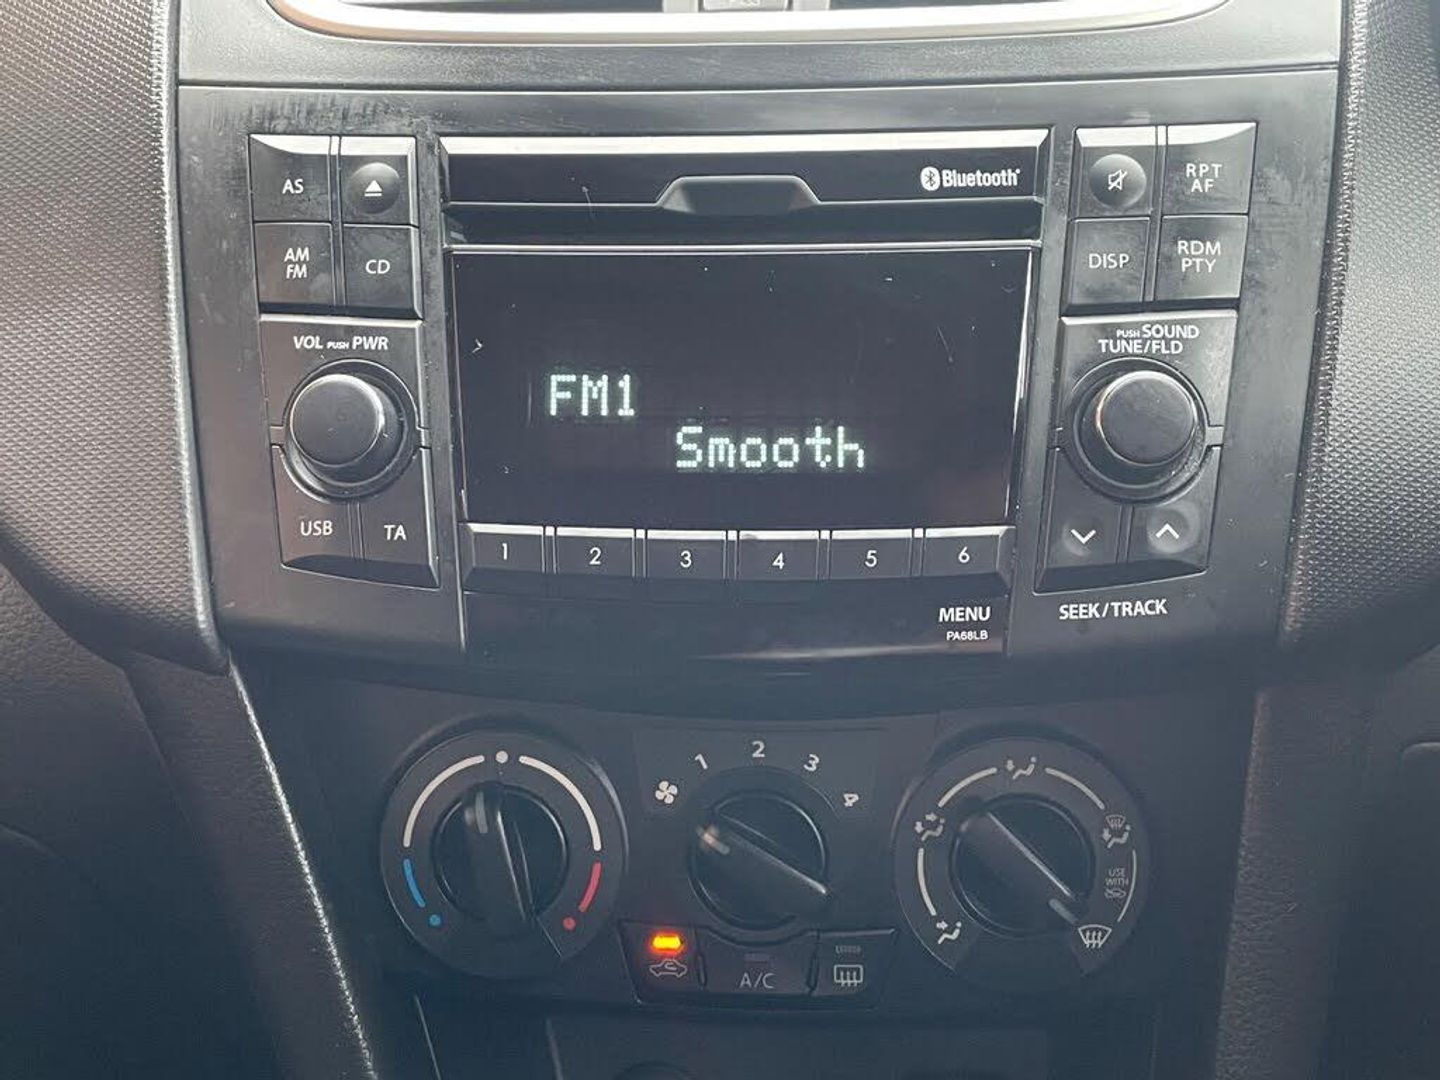 AS
Bluetooth
RPT
AF
AM
FM
CD
DISP
RDM
PTY
VOL PUSH PWR
PUSH SOUND
TUNE/FLD
FM1
Smooth
USB
TA
1
2
3
4
5
6
MENU
PA68LB
SEEK/TRACK
1
2
3
4
USE
WITH
A/C